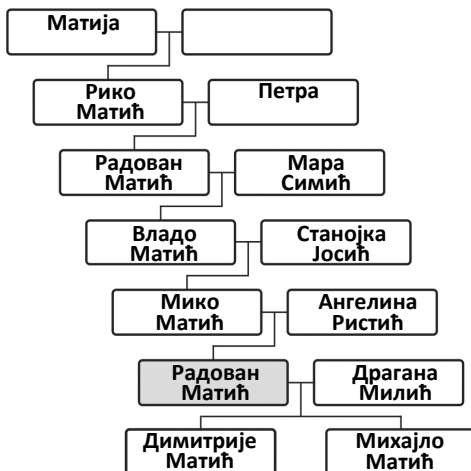 Матија
Рико
Матић
Петра
Радован
Матић
Мара
Симић
Владо
Матић
Станојка
Јосић
Мико
Матић
Ангелина
Ристић
Радован
Матић
Драгана
Милић
Димитрије
Матић
Михајло
Матић